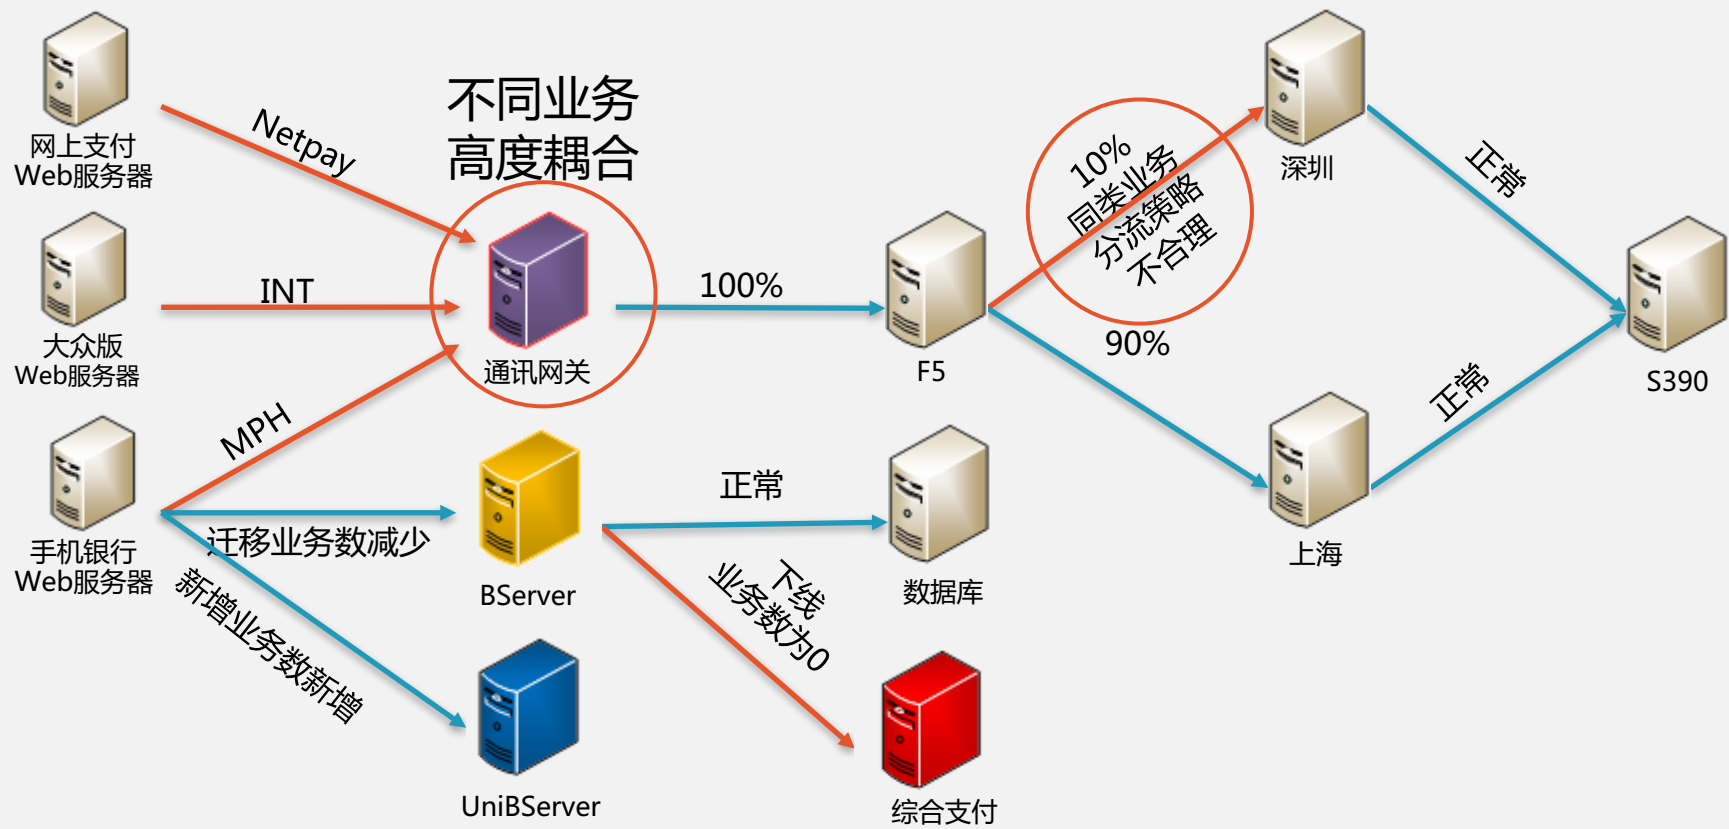 不同业务
高度耦合
网上支付
Web服务器
Netpay
10%
同类业务
分流策略
不合理
深圳
正常
大众版
Web服务器
INT
通讯网关
100%
F5
90%
S390
手机银行
Web服务器
MPH
迁移业务数减少
新增业务数新增
BServer
正常
数据库
下线
业务数为0
正常
上海
UniBServer
综合支付